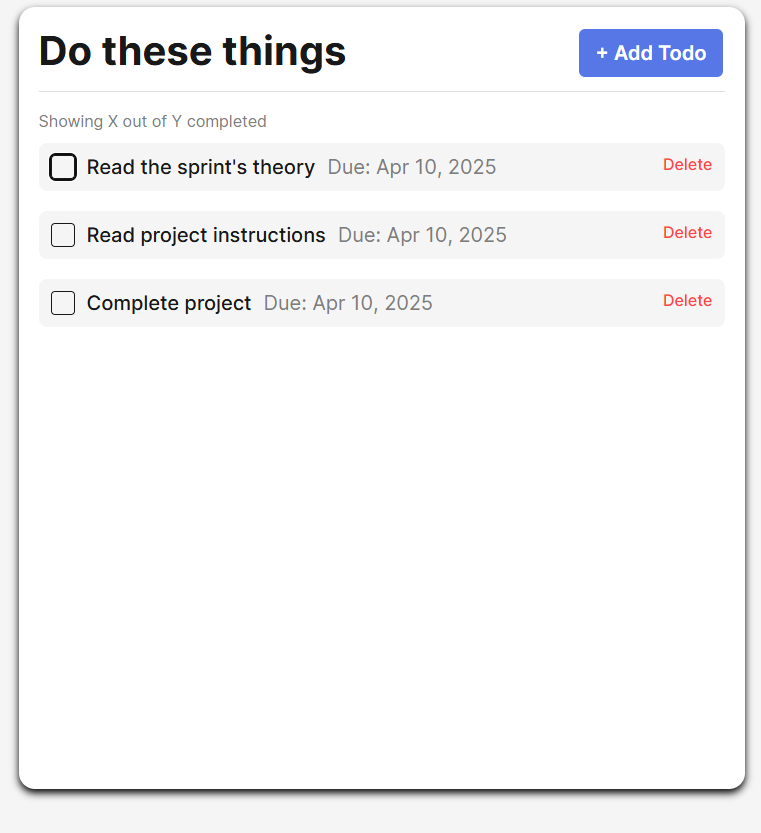 Do these things
+ Add Todo
Showing X out of Y completed
Read the sprint's theory Due: Apr 10, 2025 Delete
Read project instructions Due: Apr 10, 2025 Delete
Complete project Due: Apr 10, 2025 Delete